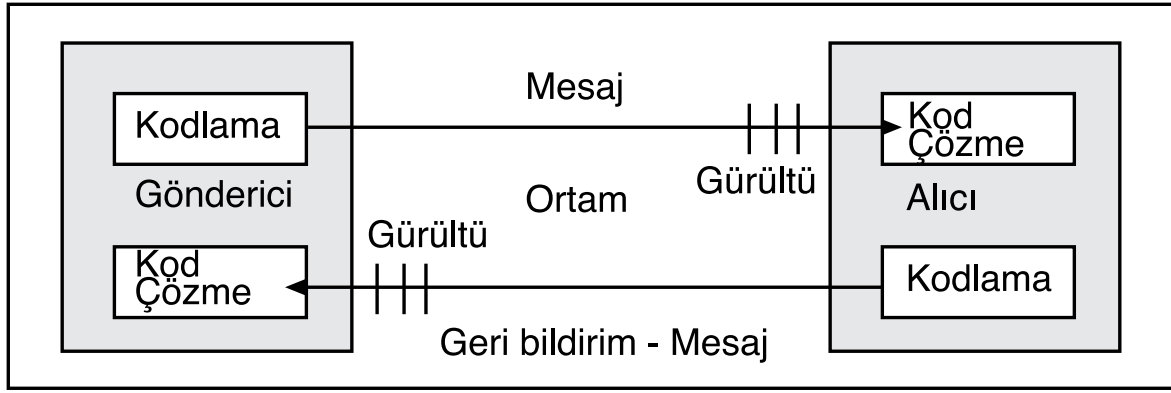 Mesaj
Kodlama
Kod
Çözme
Gürültü
Gönderici
Ortam
Alıcı
Gürültü
Kod
Çözme
Kodlama
Geri bildirim - Mesaj